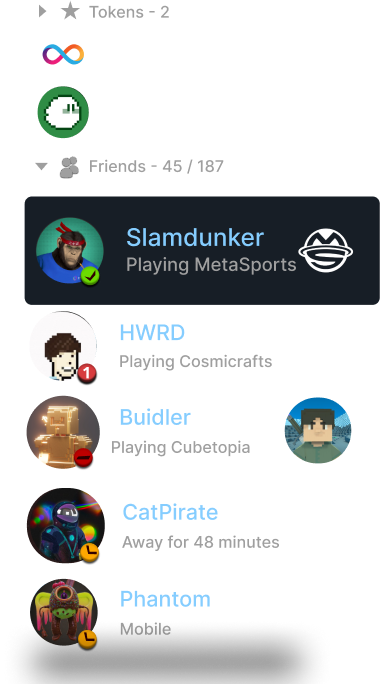 Tokens - 2
Friends - 45 / 187
Slamdunker
Playing MetaSports
HWRD
1
Playing Cosmicrafts
Buidler
Playing Cubetopia
CatPirate
Away for 48 minutes
Phantom
Mobile